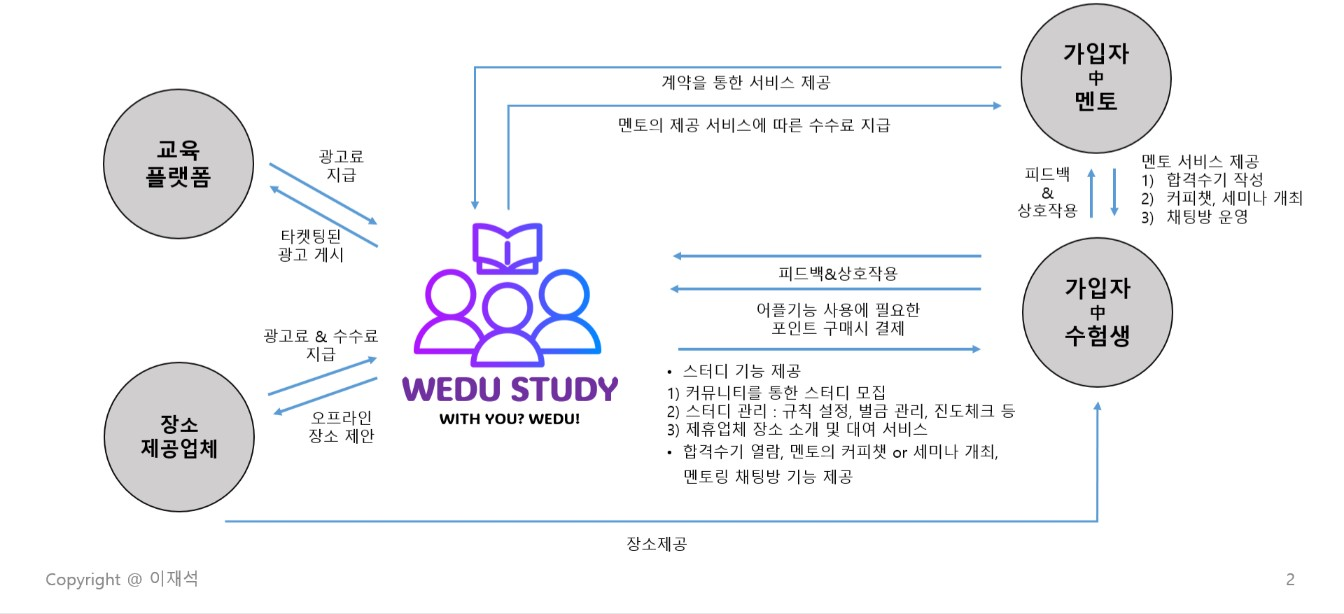 가입자
中
멘토
계약을 통한 서비스 제공
멘토의 제공 서비스에 따른 수수료 지급
교육
플랫폼
광고료
지급
타켓팅된
광고 게시
피드백
&
상호작용
멘토 서비스 제공
1) 합격수기 작성
2) 커피챗, 세미나 개최
3) 채팅방 운영
가입자
中
수험생
피드백&상호작용
어플기능 사용에 필요한
포인트 구매시 결제
광고료 & 수수료
지급
장소
제공업체
오프라인
장소 제안
WEDU STUDY
WITH YOU? WEDU!
• 스터디 기능 제공
1) 커뮤니티를 통한 스터디 모집
2) 스터디 관리 : 규칙 설정, 벌금 관리, 진도체크 등
3) 제휴업체 장소 소개 및 대여 서비스
• 합격수기 열람, 멘토의 커피챗 or 세미나 개최,
멘토링 채팅방 기능 제공
장소제공
Copyright @ 이재석
2